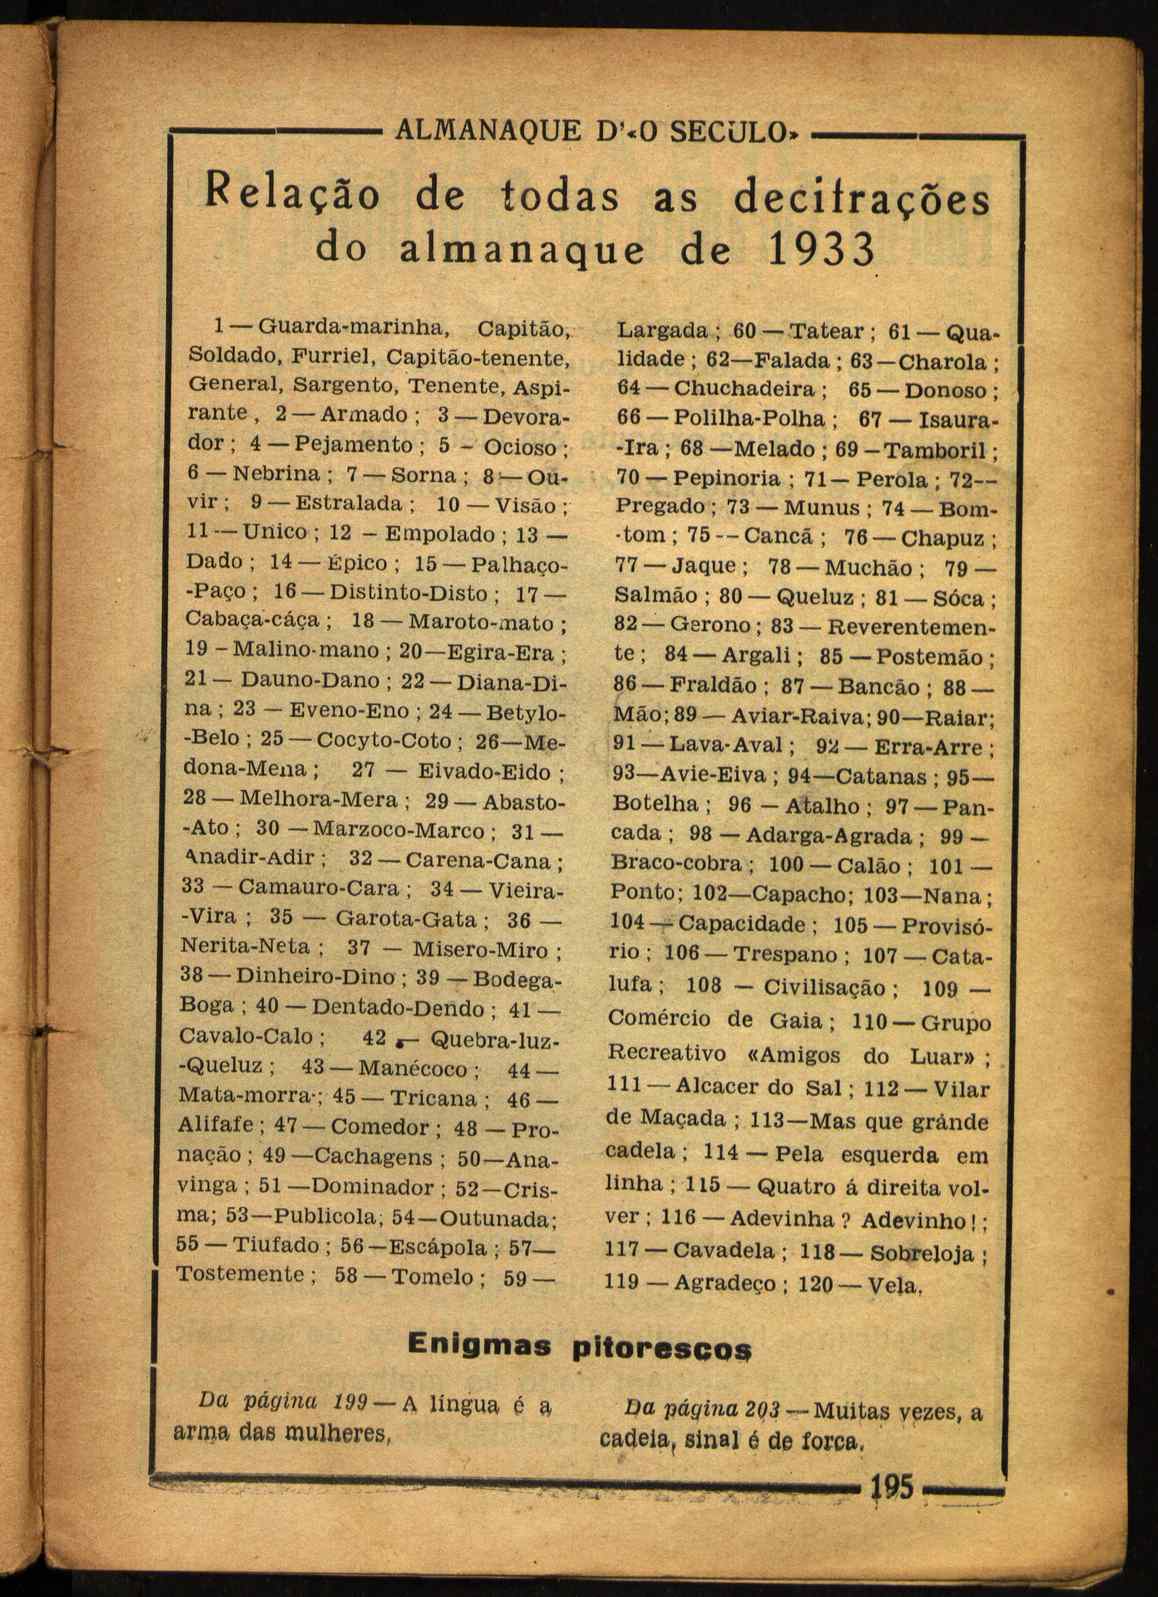 ALMANAQUE D'«O SECULO»
Relação de todas as decifrações
do almanaque de 1933
1 — Guarda-marinha, Capitão,
Soldado, Furriel, Capitão-tenente,
General, Sargento, Tenente, Aspi-
rante, 2 — Armado ; 3 — Devora-
dor ; 4 — Pejamento ; 5 - Ocioso ;
6 — Nebrina ; 7 — Sorna ; 8 — Ou-
vir ; 9 — Estralada ; 10 — Visão ;
11 — Unico ; 12 - Empolado ; 13 —
Dado ; 14 — Épico ; 15 — Palhaço-
-Paço ; 16 — Distinto-Disto ; 17 —
Cabaça-cáça ; 18 — Maroto-mato ;
19 - Malino-mano ; 20—Egira-Era ;
21 — Dauno-Dano ; 22 — Diana-Di-
na ; 23 — Eveno-Eno ; 24 — Betylo-
-Belo ; 25 — Cocyto-Coto ; 26—Me-
dona-Mena ; 27 — Eivado-Eido ;
28 — Melhora-Mera ; 29 — Abasto-
-Ato ; 30 — Marzoco-Marco ; 31 —
Anadir-Adir ; 32 — Carena-Cana ;
33 — Camauro-Cara ; 34 — Vieira-
-Vira ; 35 — Garota-Gata ; 36 —
Nerita-Neta ; 37 — Misero-Miro ;
38 — Dinheiro-Dino ; 39 — Bodega-
Boga ; 40 — Dentado-Dendo ; 41 —
Cavalo-Calo ; 42 — Quebra-luz-
-Queluz ; 43 — Manécoco ; 44 —
Mata-morra ; 45 — Tricana ; 46 —
Alifafe ; 47 — Comedor ; 48 — Pro-
nação ; 49 —Cachagens ; 50—Ana-
vinga ; 51 —Dominador ; 52—Cris-
ma; 53—Publicola; 54—Outunada;
55 — Tiufado ; 56—Escápola ; 57—
Tostemente ; 58 — Tomelo ; 59 —
Largada ; 60 — Tatear ; 61 — Qua-
lidade ; 62—Falada ; 63—Charola ;
64 — Chuchadeira ; 65 — Donoso ;
66 — Polilha-Polha ; 67 — Isaura-
-Ira ; 68 —Melado ; 69 —Tamboril ;
70 — Pepinoria ; 71— Perola ; 72--
Pregado ; 73 — Munus ; 74 — Bom-
-tom ; 75 -- Cancã ; 76 — Chapuz ;
77 — Jaque ; 78 — Muchão ; 79 —
Salmão ; 80 — Queluz ; 81 — Sóca ;
82 — Gerono ; 83 — Reverentemen-
te ; 84 — Argali ; 85 — Postemão ;
86 — Fraldão ; 87 — Bancão ; 88 —
Mão; 89 — Aviar-Raiva; 90—Raiar;
91 — Lava-Aval ; 92 — Erra-Arre ;
93—Avie-Eiva ; 94—Catanas ; 95—
Botelha ; 96 — Atalho ; 97 — Pan-
cada ; 98 — Adarga-Agrada ; 99 —
Braco-cobra ; 100 — Calão ; 101 —
Ponto; 102—Capacho; 103—Nana;
104 — Capacidade ; 105 — Provisó-
rio ; 106 — Trespano ; 107 — Cata-
lufa ; 108 — Civilisação ; 109 —
Comércio de Gaia ; 110 — Grupo
Recreativo «Amigos do Luar» ;
111 — Alcacer do Sal ; 112 — Vilar
de Maçada ; 113—Mas que gránde
cadela ; 114 — Pela esquerda em
linha ; 115 — Quatro á direita vol-
ver ; 116 — Adevinha ? Adevinho ! ;
117 — Cavadela ; 118 — Sobreloja ;
119 — Agradeço ; 120 — Vela.
Enigmas pitorescos
Da página 199 — A língua é a
arma das mulheres.
Da página 203 — Muitas vezes, a
cadeia, sinal é de forca.
195